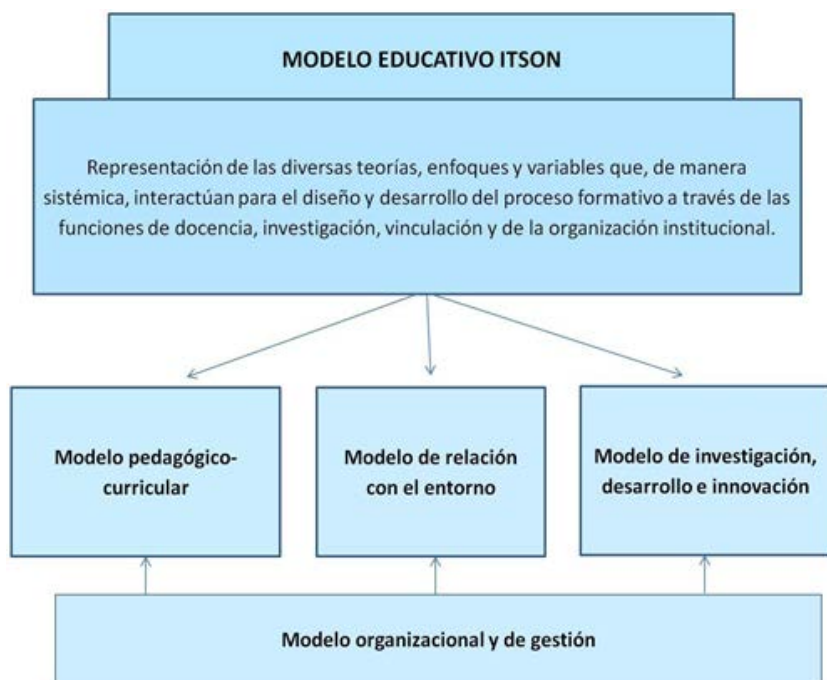 MODELO EDUCATIVO ITSON
Representación de las diversas teorías, enfoques y variables que, de manera
sistémica, interactúan para el diseño y desarrollo del proceso formativo a través de las
funciones de docencia, investigación, vinculación y de la organización institucional.
Modelo pedagógico-
curricular
Modelo de relación
con el entorno
Modelo de investigación,
desarrollo e innovación
Modelo organizacional y de gestión